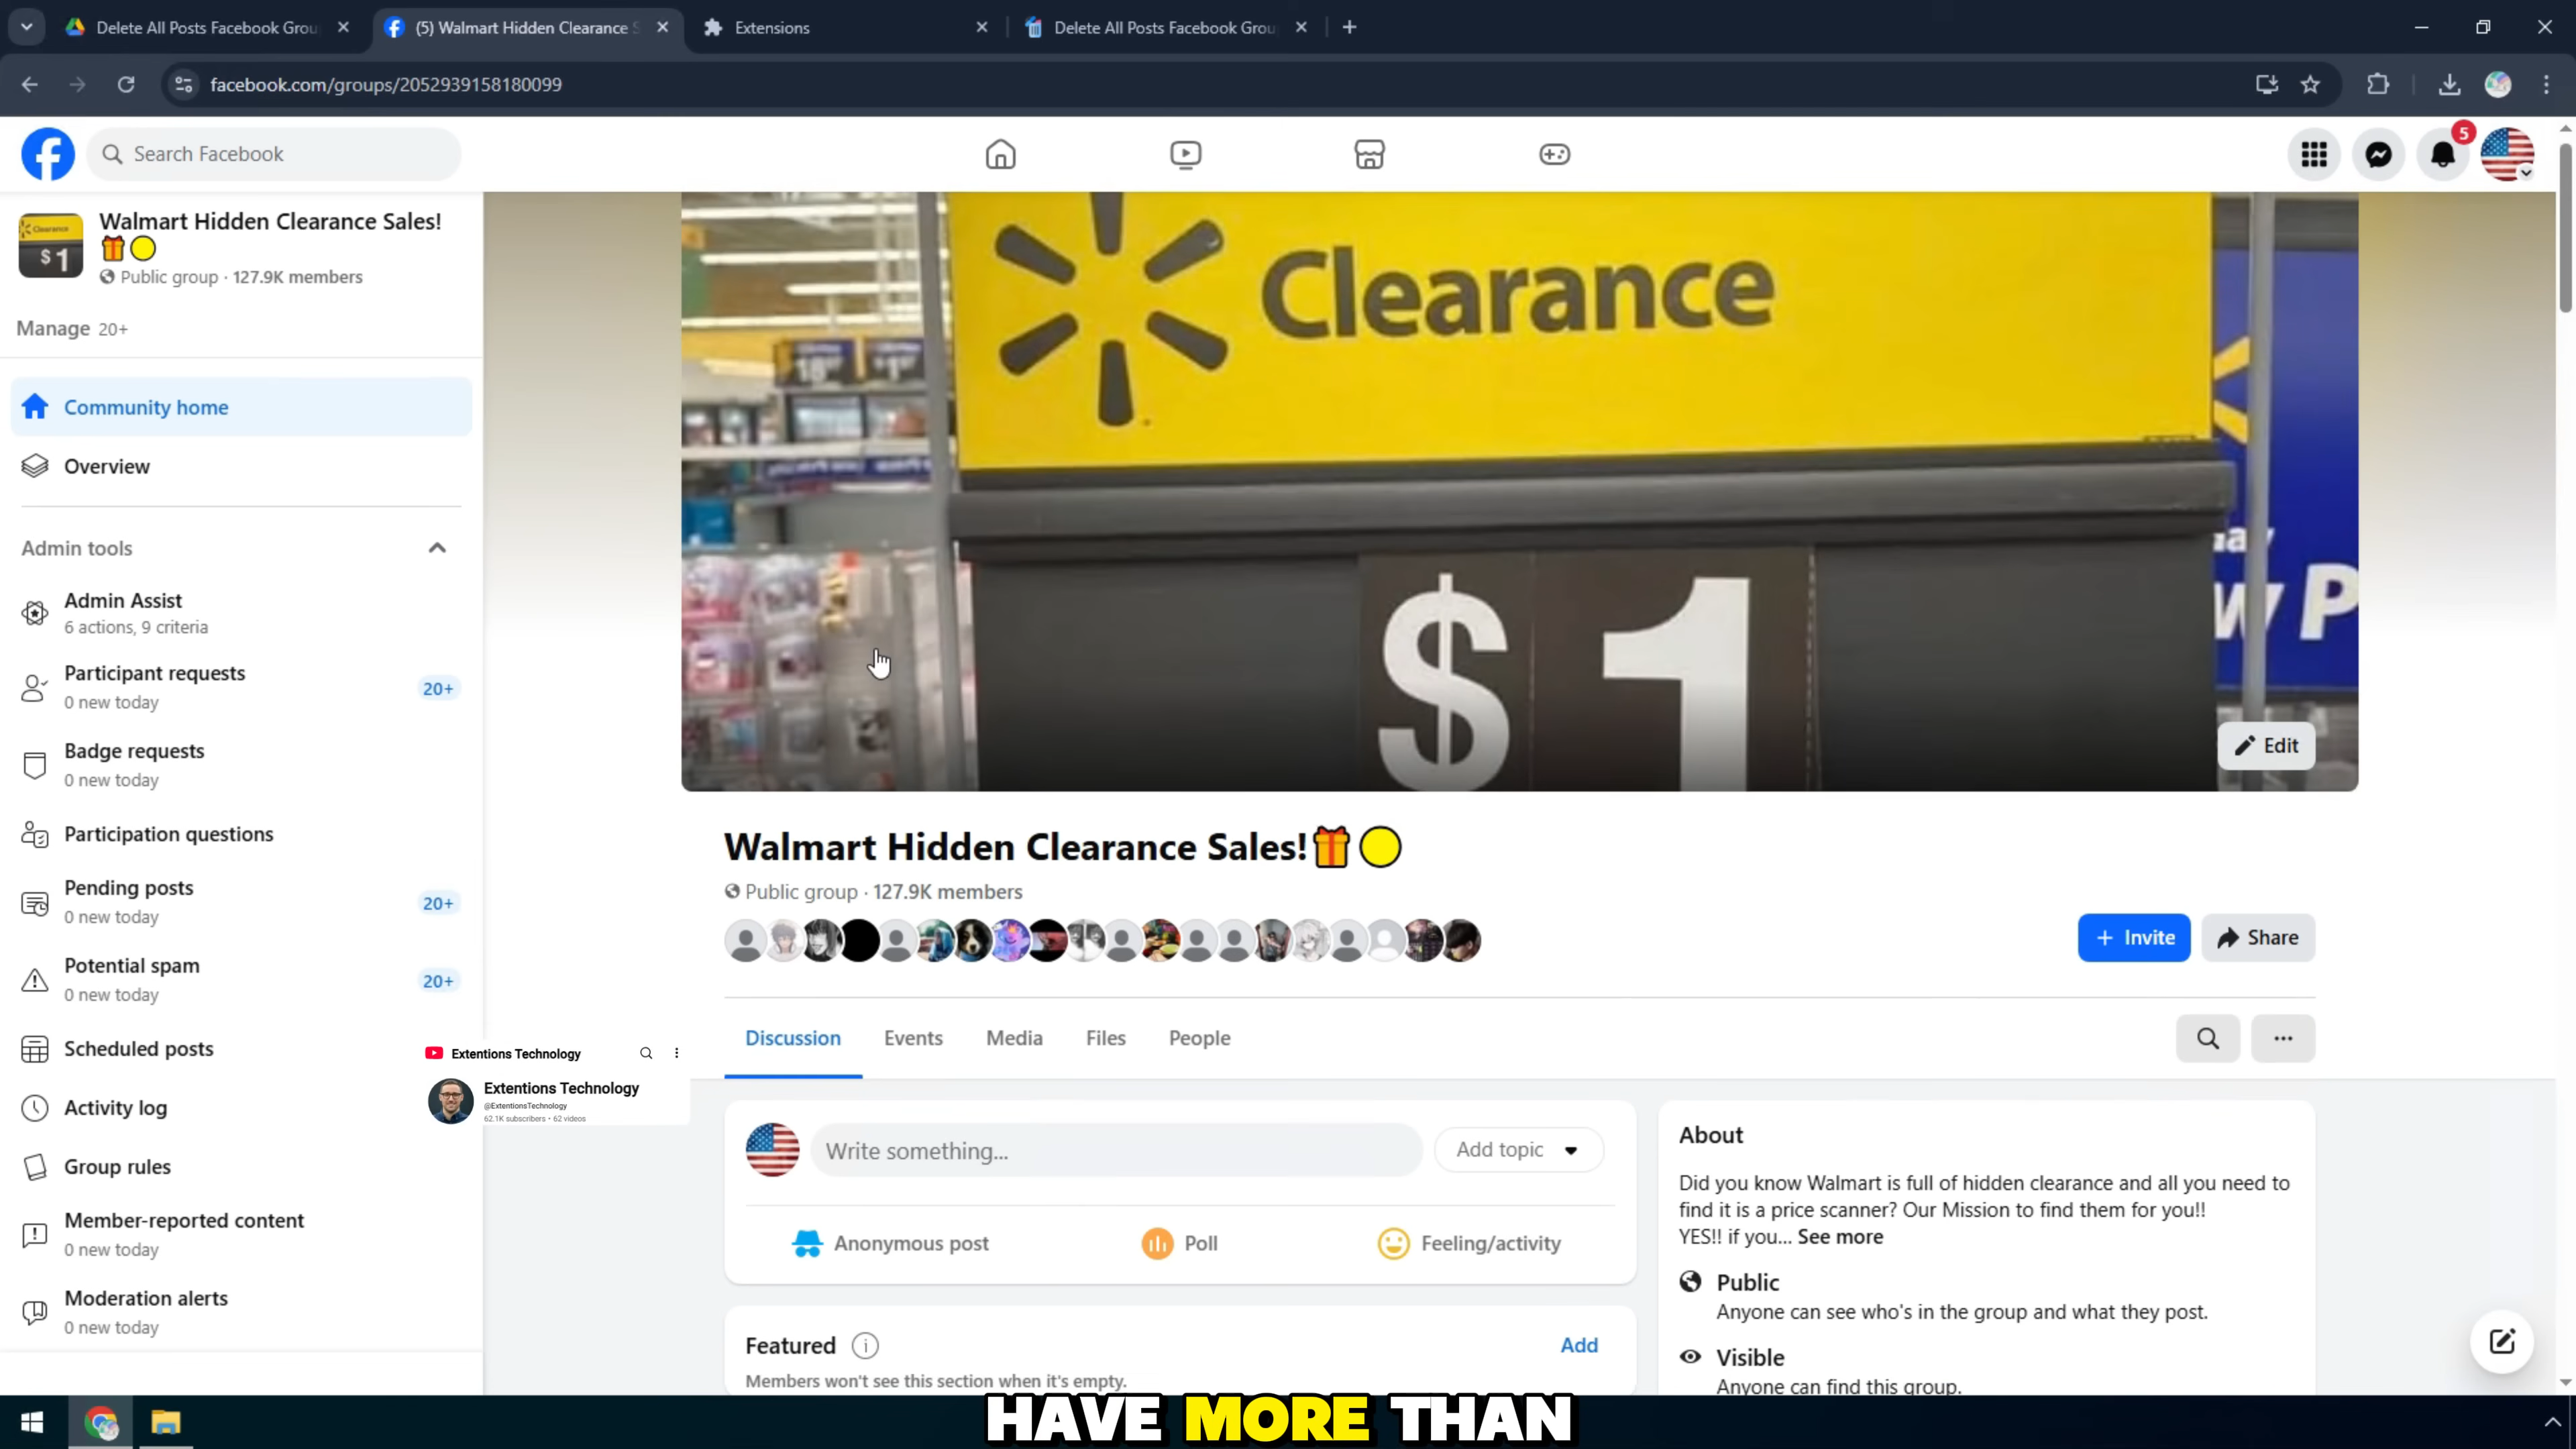 Delete All Posts Facebook Grou
(5) Walmart Hidden Clearance S
Extensions
Delete All Posts Facebook Grou
facebook.com/groups/2052939158180099
Search Facebook
5
Clearance
$1
Walmart Hidden Clearance Sales!
Public group · 127.9K members
Manage 20+
Community home
Overview
Admin tools
Admin Assist
6 actions, 9 criteria
Participant requests
0 new today
20+
Badge requests
0 new today
Participation questions
Pending posts
0 new today
20+
Potential spam
0 new today
20+
Scheduled posts
Activity log
Group rules
Member-reported content
0 new today
Moderation alerts
0 new today
Extentions Technology
Extentions Technology
@ExtentionsTechnology
62.1K subscribers • 62 videos
Clearance
$ 1
Edit
Walmart Hidden Clearance Sales!
Public group · 127.9K members
+ Invite
Share
Discussion
Events
Media
Files
People
Write something...
Add topic
Anonymous post
Poll
Feeling/activity
Featured
Add
Members won't see this section when it's empty.
About
Did you know Walmart is full of hidden clearance and all you need to
find it is a price scanner? Our Mission to find them for you!!
YES!! if you... See more
Public
Anyone can see who's in the group and what they post.
Visible
Anyone can find this group.
HAVE MORE THAN